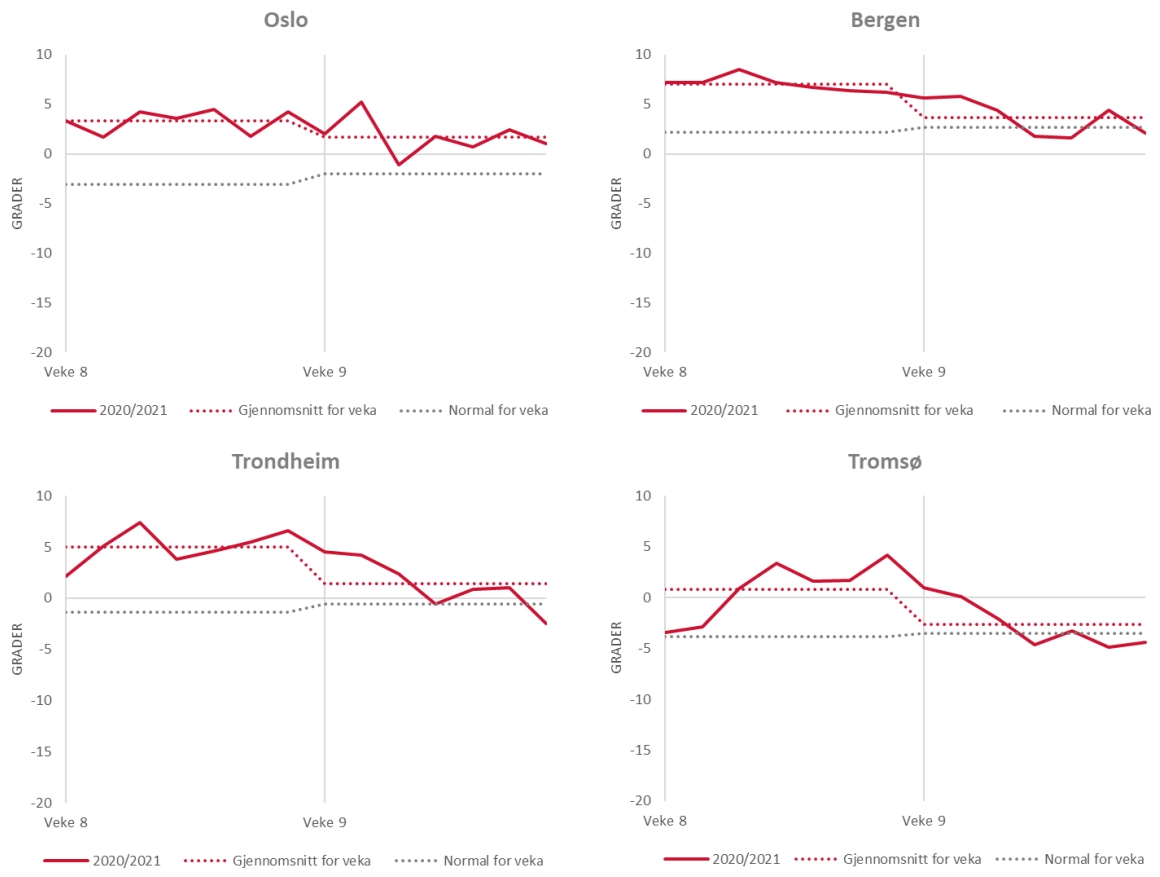 Oslo
10
5
0
-5
-10
-15
-20
GRADER
Veke 8
Veke 9
2020/2021
Gjennomsnitt for veka
Normal for veka
Bergen
10
5
0
-5
-10
-15
-20
GRADER
Veke 8
Veke 9
2020/2021
Gjennomsnitt for veka
Normal for veka
Trondheim
10
5
0
-5
-10
-15
-20
GRADER
Veke 8
Veke 9
2020/2021
Gjennomsnitt for veka
Normal for veka
Tromsø
10
5
0
-5
-10
-15
-20
GRADER
Veke 8
Veke 9
2020/2021
Gjennomsnitt for veka
Normal for veka